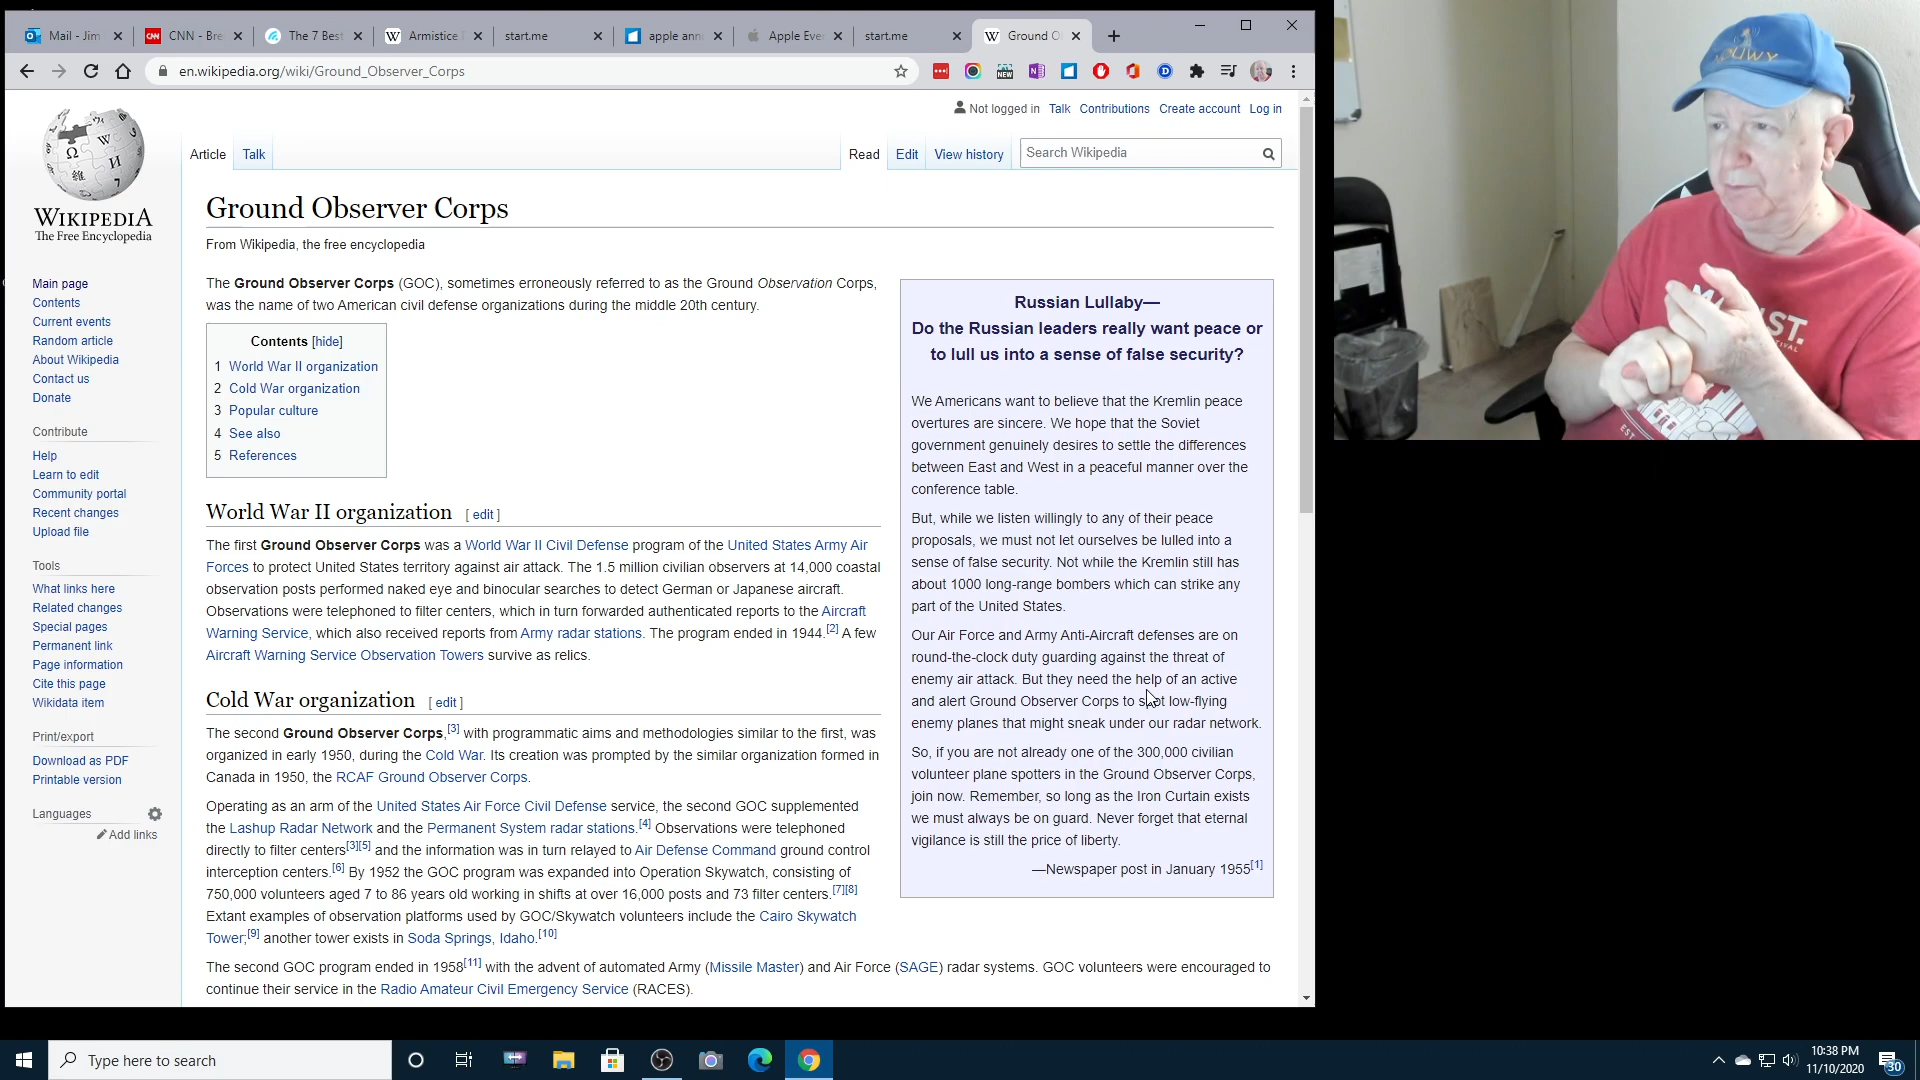 Mail - Jim
CNN - Bre
The 7 Best
Armistice
start.me
apple ann
Apple Eve
start.me
Ground O
en.wikipedia.org/wiki/Ground_Observer_Corps
NEW
Not logged in Talk Contributions Create account Log in
Article Talk
Read Edit View history
Search Wikipedia
WIKIPEDIA
The Free Encyclopedia
Main page
Contents
Current events
Random article
About Wikipedia
Contact us
Donate
Contribute
Help
Learn to edit
Community portal
Recent changes
Upload file
Tools
What links here
Related changes
Special pages
Permanent link
Page information
Cite this page
Wikidata item
Print/export
Download as PDF
Printable version
Languages
Add links
Ground Observer Corps
From Wikipedia, the free encyclopedia
The Ground Observer Corps (GOC), sometimes erroneously referred to as the Ground Observation Corps,
was the name of two American civil defense organizations during the middle 20th century.
Contents [hide]
1 World War II organization
2 Cold War organization
3 Popular culture
4 See also
5 References
World War II organization [ edit ]
The first Ground Observer Corps was a World War II Civil Defense program of the United States Army Air
Forces to protect United States territory against air attack. The 1.5 million civilian observers at 14,000 coastal
observation posts performed naked eye and binocular searches to detect German or Japanese aircraft.
Observations were telephoned to filter centers, which in turn forwarded authenticated reports to the Aircraft
Warning Service, which also received reports from Army radar stations. The program ended in 1944.[2] A few
Aircraft Warning Service Observation Towers survive as relics.
Cold War organization [ edit ]
The second Ground Observer Corps,[3] with programmatic aims and methodologies similar to the first, was
organized in early 1950, during the Cold War. Its creation was prompted by the similar organization formed in
Canada in 1950, the RCAF Ground Observer Corps.
Operating as an arm of the United States Air Force Civil Defense service, the second GOC supplemented
the Lashup Radar Network and the Permanent System radar stations.[4] Observations were telephoned
directly to filter centers[3][5] and the information was in turn relayed to Air Defense Command ground control
interception centers.[6] By 1952 the GOC program was expanded into Operation Skywatch, consisting of
750,000 volunteers aged 7 to 86 years old working in shifts at over 16,000 posts and 73 filter centers.[7][8]
Extant examples of observation platforms used by GOC/Skywatch volunteers include the Cairo Skywatch
Tower;[9] another tower exists in Soda Springs, Idaho.[10]
The second GOC program ended in 1958[11] with the advent of automated Army (Missile Master) and Air Force (SAGE) radar systems. GOC volunteers were encouraged to
continue their service in the Radio Amateur Civil Emergency Service (RACES).
Russian Lullaby—
Do the Russian leaders really want peace or
to lull us into a sense of false security?
We Americans want to believe that the Kremlin peace
overtures are sincere. We hope that the Soviet
government genuinely desires to settle the differences
between East and West in a peaceful manner over the
conference table.
But, while we listen willingly to any of their peace
proposals, we must not let ourselves be lulled into a
sense of false security. Not while the Kremlin still has
about 1000 long-range bombers which can strike any
part of the United States.
Our Air Force and Army Anti-Aircraft defenses are on
round-the-clock duty guarding against the threat of
enemy air attack. But they need the help of an active
and alert Ground Observer Corps to spot low-flying
enemy planes that might sneak under our radar network.
So, if you are not already one of the 300,000 civilian
volunteer plane spotters in the Ground Observer Corps,
join now. Remember, so long as the Iron Curtain exists
we must always be on guard. Never forget that eternal
vigilance is still the price of liberty.
—Newspaper post in January 1955[1]
ST.
EST.
Type here to search
10:38 PM
11/10/2020
30